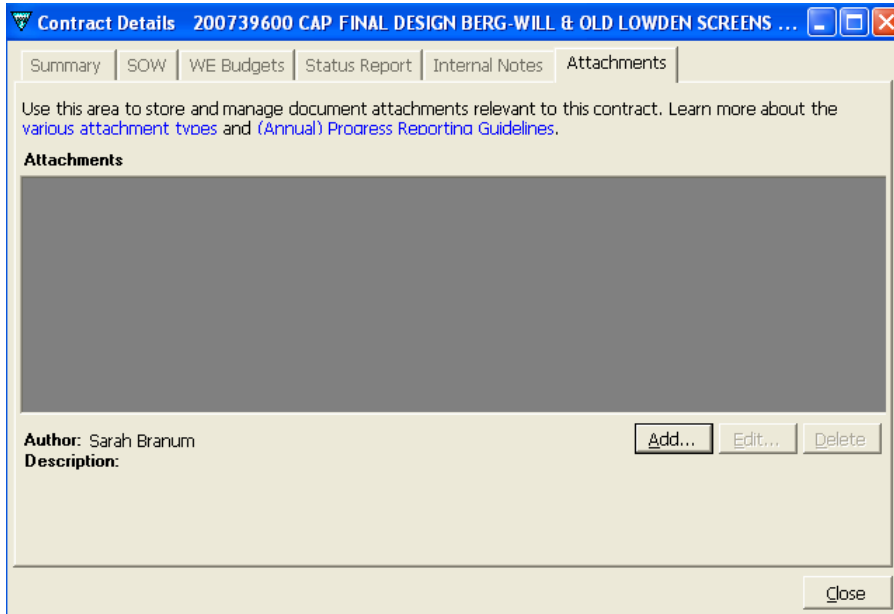 Contract Details 200739600 CAP FINAL DESIGN BERG-WILL & OLD LOWDEN SCREENS ...
Summary SOW WE Budgets Status Report Internal Notes Attachments
Use this area to store and manage document attachments relevant to this contract. Learn more about the
various attachment types and (Annual) Progress Reporting Guidelines.
Attachments
Author: Sarah Branum
Add... Edit... Delete
Description:
Close